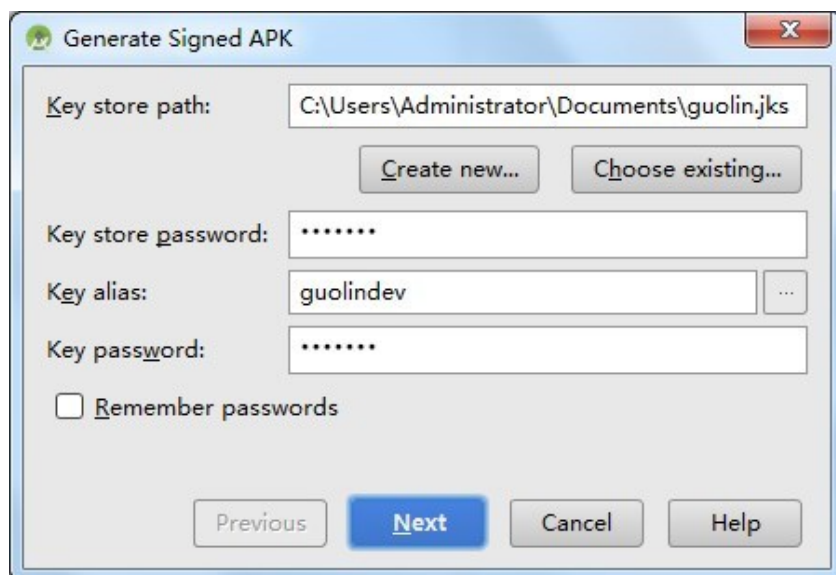 Generate Signed APK
Key store path: C:\Users\Administrator\Documents\guolin.jks
Create new... Choose existing...
Key store password: •••••••
Key alias: guolindev ...
Key password: •••••••
Remember passwords
Previous Next Cancel Help